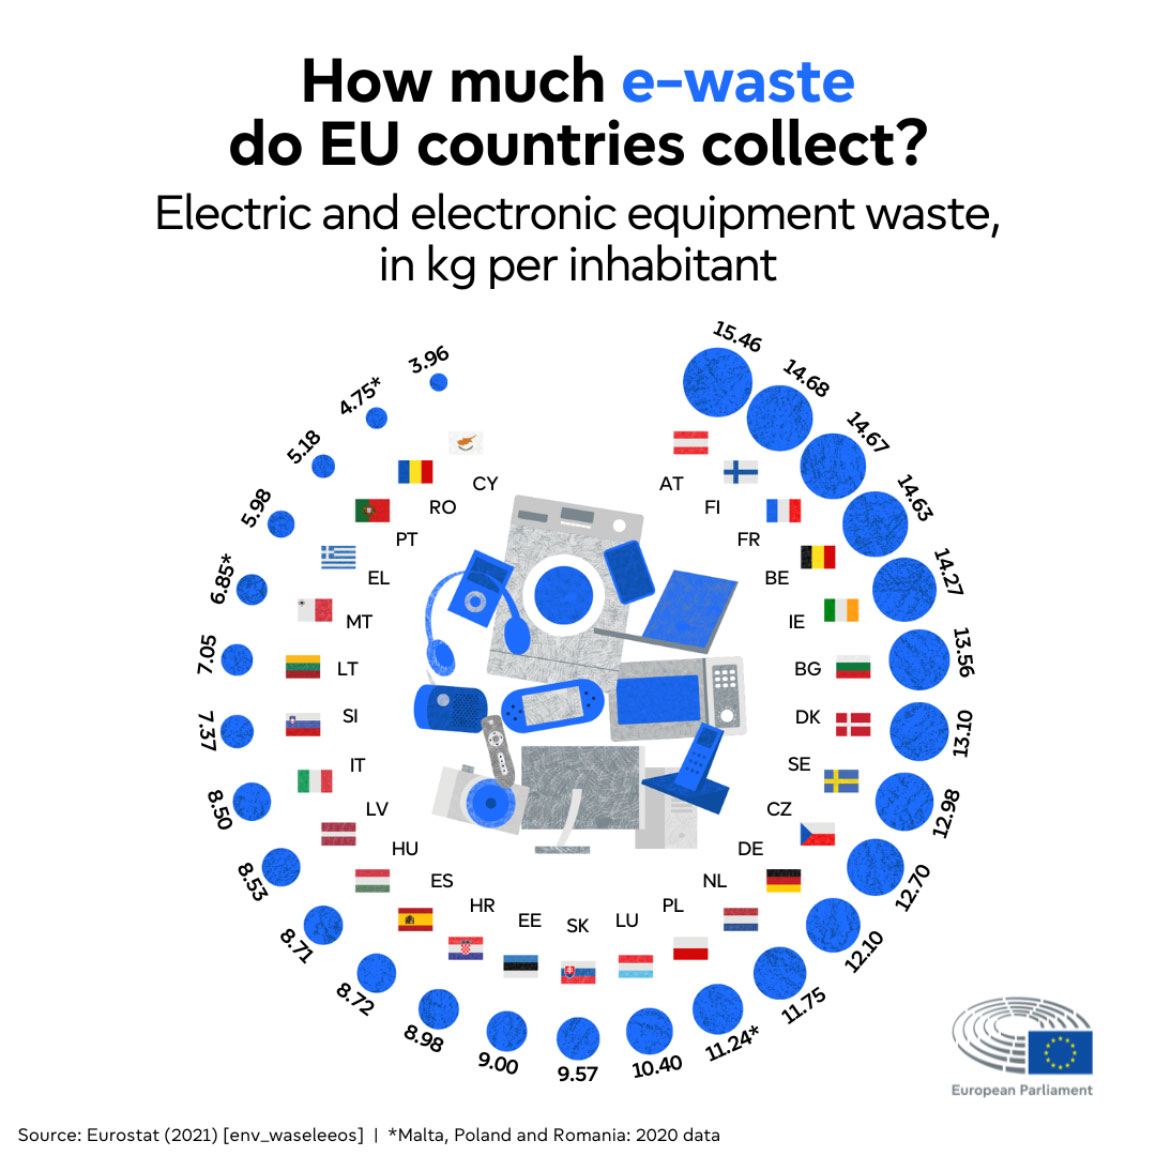 How much e-waste
do EU countries collect?
Electric and electronic equipment waste,
in kg per inhabitant
15.46
AT
14.68
FI
14.67
FR
14.63
BE
14.27
IE
13.56
BG
13.10
DK
12.98
SE
12.70
CZ
12.10
DE
11.75
NL
11.24*
PL
10.40
LU
9.57
SK
9.00
EE
8.98
HR
8.72
ES
8.71
HU
8.53
LV
8.50
IT
7.37
SI
7.05
LT
6.85*
MT
5.98
EL
5.18
PT
4.75*
RO
3.96
CY
European Parliament
Source: Eurostat (2021) [env_waseleeos] | *Malta, Poland and Romania: 2020 data